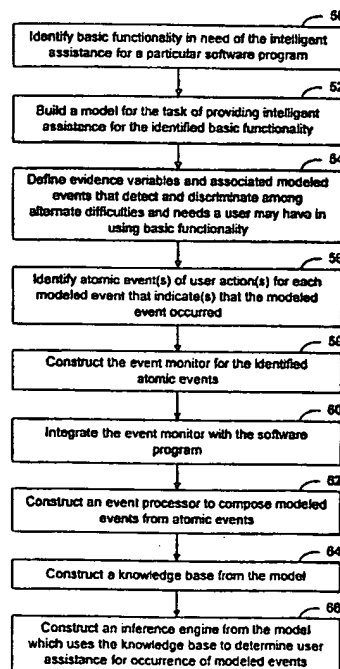 50
Identify basic functionality in need of the intelligent
assistance for a particular software program
52
Build a model for the task of providing intelligent
assistance for the identified basic functionality
54
Define evidence variables and associated modeled
events that detect and discriminate among
alternate difficulties and needs a user may have in
using basic functionality
56
Identify atomic event(s) of user action(s) for each
modeled event that indicate(s) that the modeled
event occurred
59
Construct the event monitor for the identified
atomic events
60
Integrate the event monitor with the software
program
62
Construct an event processor to compose modeled
events from atomic events
64
Construct a knowledge base from the model
66
Construct an inference engine from the model
which uses the knowledge base to determine user
assistance for occurrence of modeled events